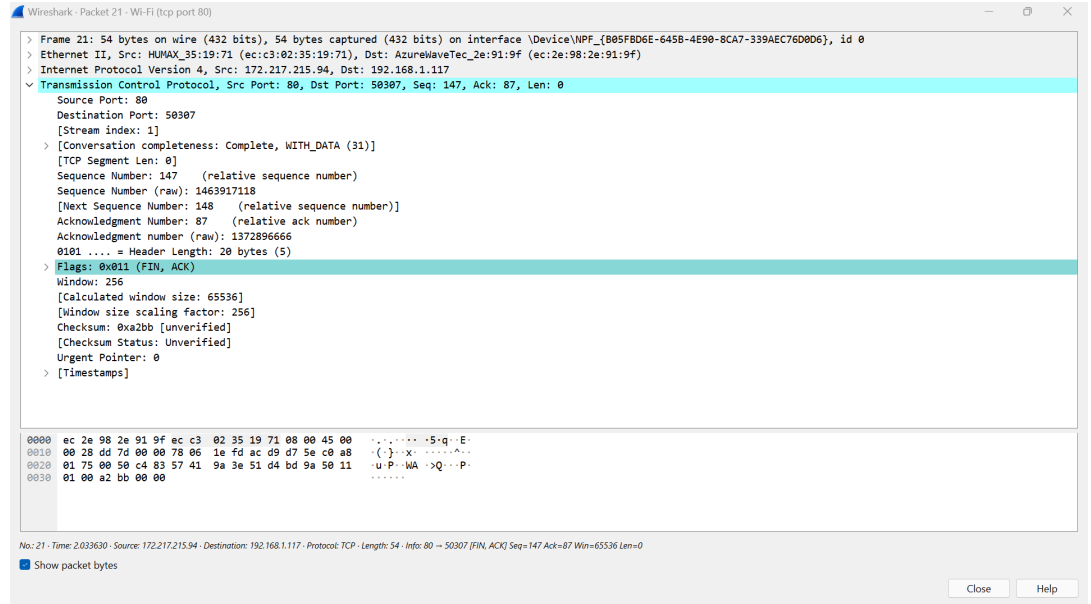 Wireshark · Packet 21 · Wi-Fi (tcp port 80)
> Frame 21: 54 bytes on wire (432 bits), 54 bytes captured (432 bits) on interface \Device\NPF_{B05FBD6E-645B-4E90-8CA7-339AEC76D0D6}, id 0
> Ethernet II, Src: HUMAX_35:19:71 (ec:c3:02:35:19:71), Dst: AzureWaveTec_2e:91:9f (ec:2e:98:2e:91:9f)
> Internet Protocol Version 4, Src: 172.217.215.94, Dst: 192.168.1.117
Transmission Control Protocol, Src Port: 80, Dst Port: 50307, Seq: 147, Ack: 87, Len: 0
Source Port: 80
Destination Port: 50307
[Stream index: 1]
> [Conversation completeness: Complete, WITH_DATA (31)]
[TCP Segment Len: 0]
Sequence Number: 147    (relative sequence number)
Sequence Number (raw): 1463917118
[Next Sequence Number: 148    (relative sequence number)]
Acknowledgment Number: 87    (relative ack number)
Acknowledgment number (raw): 1372896666
0101 .... = Header Length: 20 bytes (5)
> Flags: 0x011 (FIN, ACK)
Window: 256
[Calculated window size: 65536]
[Window size scaling factor: 256]
Checksum: 0xa2bb [unverified]
[Checksum Status: Unverified]
Urgent Pointer: 0
> [Timestamps]
0000 ec 2e 98 2e 91 9f ec c3 02 35 19 71 08 00 45 00 ·.·.···· ·5·q··E·
0010 00 28 dd 7d 00 00 78 06 1e fd ac d9 d7 5e c0 a8 ·(·}··x· ·····^··
0020 01 75 00 50 c4 83 57 41 9a 3e 51 d4 bd 9a 50 11 ·u·P··WA ·>Q···P·
0030 01 00 a2 bb 00 00 ······
No.: 21 · Time: 2.033630 · Source: 172.217.215.94 · Destination: 192.168.1.117 · Protocol: TCP · Length: 54 · Info: 80 → 50307 [FIN, ACK] Seq=147 Ack=87 Win=65536 Len=0
Show packet bytes
Close Help